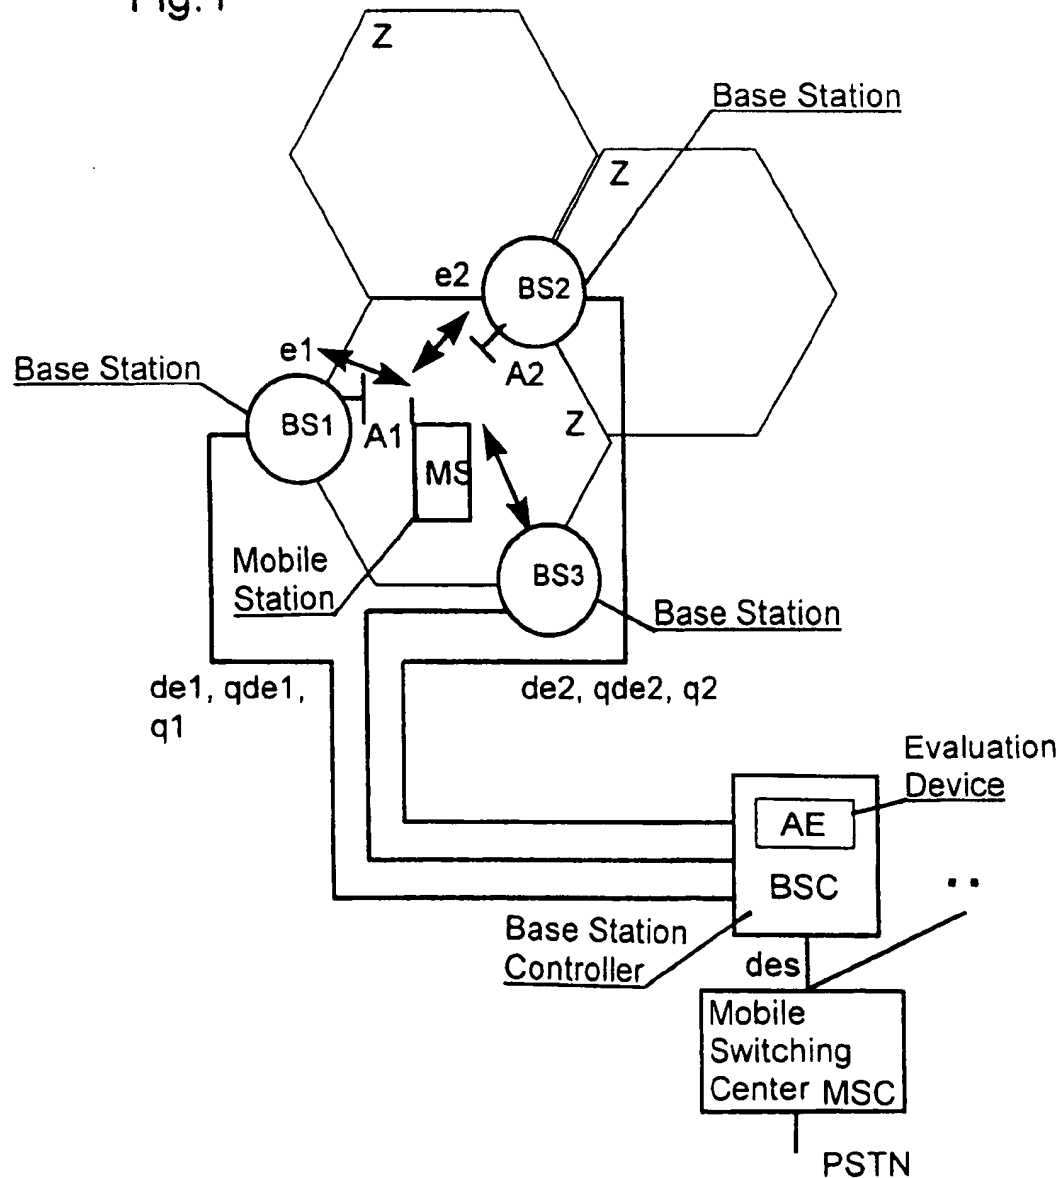 Fig. 1
Z
Base Station
Z
e2
BS2
e1
A2
Base Station
BS1
A1
Z
MS
Mobile
Station
BS3
Base Station
de1, qde1,
q1
de2, qde2, q2
Evaluation
Device
AE
BSC
..
Base Station
Controller
des
Mobile
Switching
Center MSC
PSTN